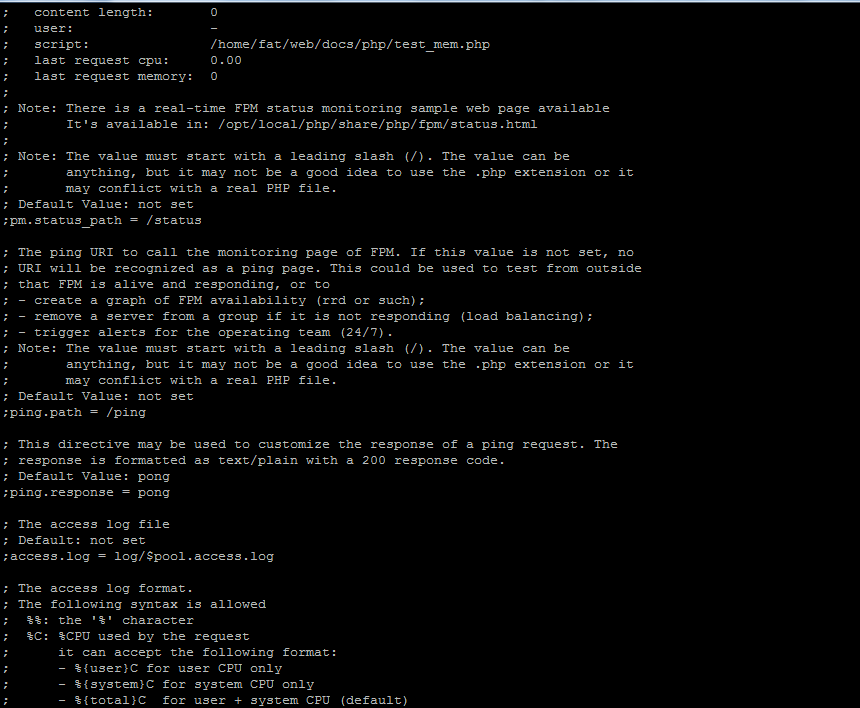 ;   content length:       0
;   user:                 -
;   script:               /home/fat/web/docs/php/test_mem.php
;   last request cpu:     0.00
;   last request memory:  0
;
; Note: There is a real-time FPM status monitoring sample web page available
;       It's available in: /opt/local/php/share/php/fpm/status.html
;
; Note: The value must start with a leading slash (/). The value can be
;       anything, but it may not be a good idea to use the .php extension or it
;       may conflict with a real PHP file.
; Default Value: not set
;pm.status_path = /status

; The ping URI to call the monitoring page of FPM. If this value is not set, no
; URI will be recognized as a ping page. This could be used to test from outside
; that FPM is alive and responding, or to
; - create a graph of FPM availability (rrd or such);
; - remove a server from a group if it is not responding (load balancing);
; - trigger alerts for the operating team (24/7).
; Note: The value must start with a leading slash (/). The value can be
;       anything, but it may not be a good idea to use the .php extension or it
;       may conflict with a real PHP file.
; Default Value: not set
;ping.path = /ping

; This directive may be used to customize the response of a ping request. The
; response is formatted as text/plain with a 200 response code.
; Default Value: pong
;ping.response = pong

; The access log file
; Default: not set
;access.log = log/$pool.access.log

; The access log format.
; The following syntax is allowed
;  %%: the '%' character
;  %C: %CPU used by the request
;      it can accept the following format:
;      - %{user}C for user CPU only
;      - %{system}C for system CPU only
;      - %{total}C  for user + system CPU (default)